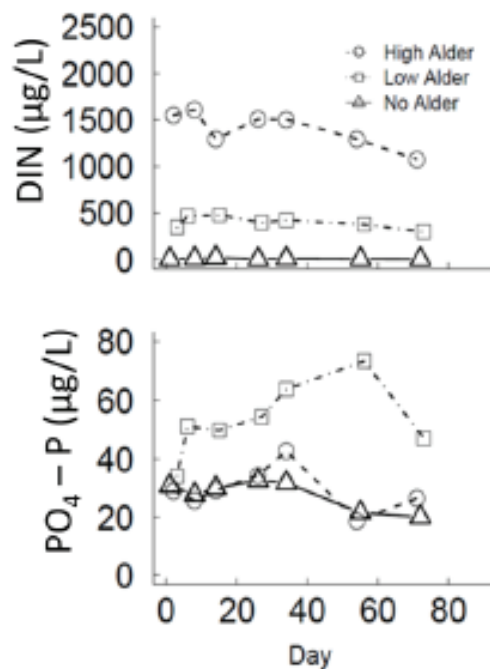 DIN (µg/L)
2500
2000
1500
1000
500
0
High Alder
Low Alder
No Alder
PO₄ – P (µg/L)
80
60
40
20
0
0 20 40 60 80
Day